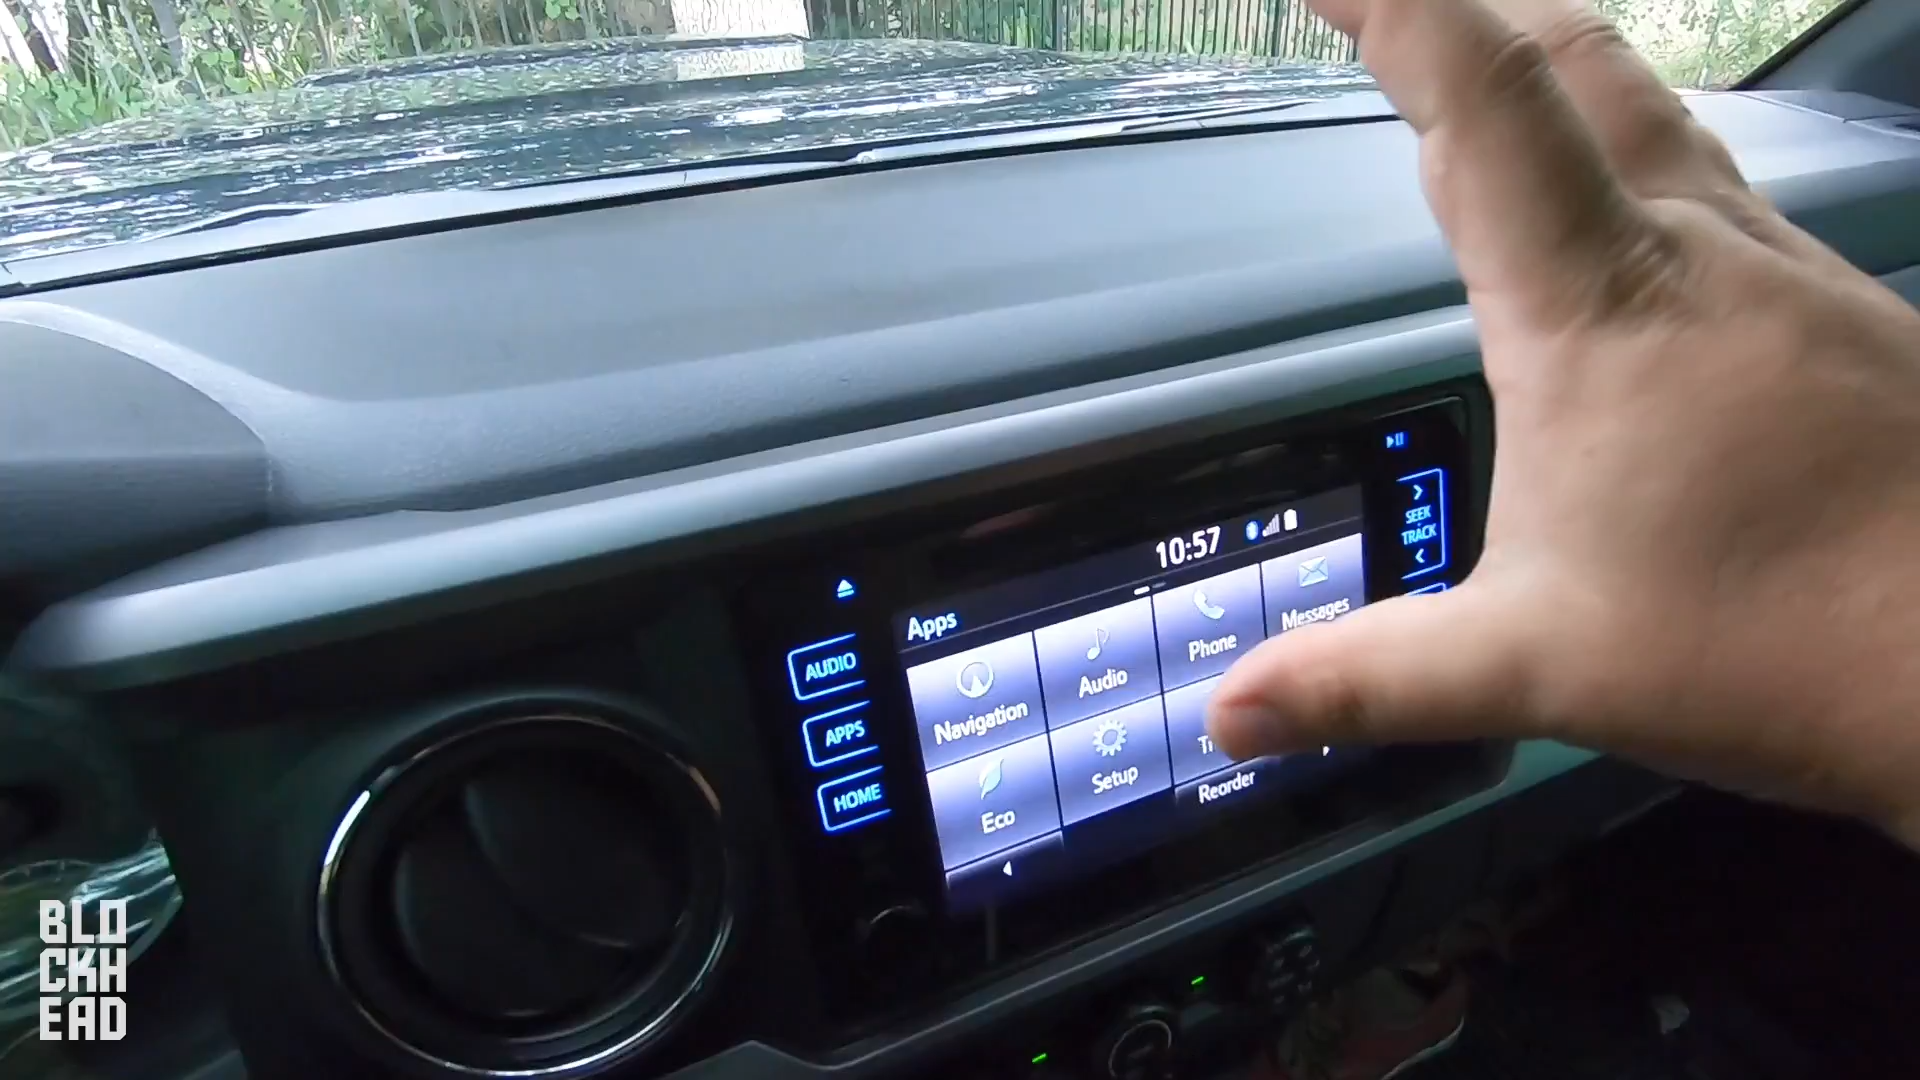 10:57
Apps
Navigation
Audio
Phone
Messages
Eco
Setup
Reorder
AUDIO
APPS
HOME
SEEK
TRACK
BLO
CKH
EAD